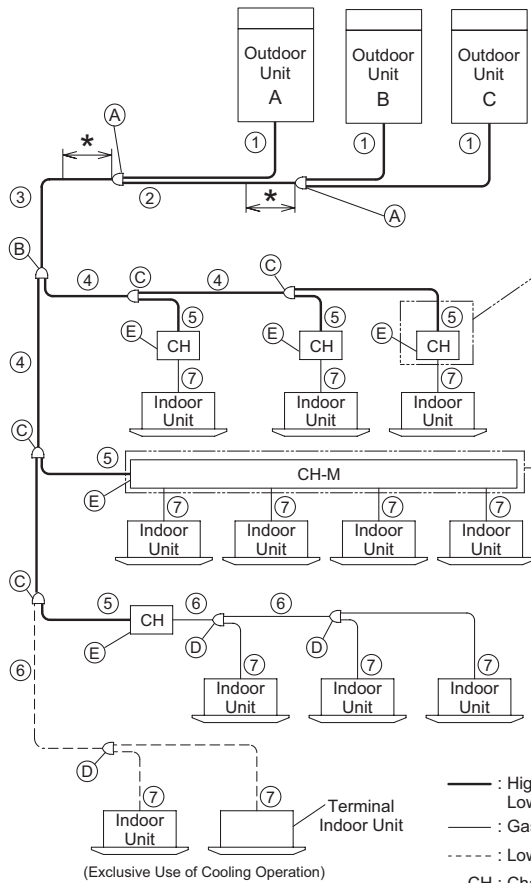 Outdoor Unit A
Outdoor Unit B
Outdoor Unit C
A
1
1
1
*
3
2
*
A
B
4
C
4
C
5
5
5
E
CH
E
CH
E
CH
4
7
7
7
Indoor Unit
Indoor Unit
Indoor Unit
C
5
CH-M
E
7
7
7
7
Indoor Unit
Indoor Unit
Indoor Unit
Indoor Unit
C
5
CH
6
6
E
D
D
6
7
7
7
Indoor Unit
Indoor Unit
Indoor Unit
D
7
7
Indoor Unit
Terminal Indoor Unit
(Exclusive Use of Cooling Operation)
: Hig
Low
: Gas
: Low
CH : Ch